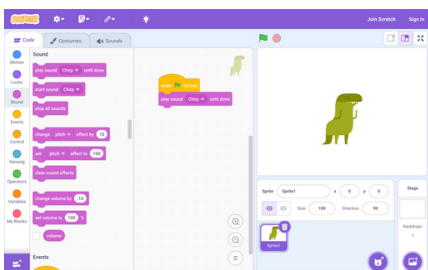 SCRATCH
Join Scratch Sign in
Code Costumes Sounds
Motion
Looks
Sound
Events
Control
Sensing
Operators
Variables
My Blocks
Sound
play sound Chirp until done
start sound Chirp
stop all sounds
change pitch effect by 10
set pitch effect to 100
clear sound effects
change volume by -10
set volume to 100 %
volume
Events
when clicked
play sound Chirp until done
Sprite Sprite1 x 0 y 0
Size 100 Direction 90
Sprite1
Stage
Backdrops
1